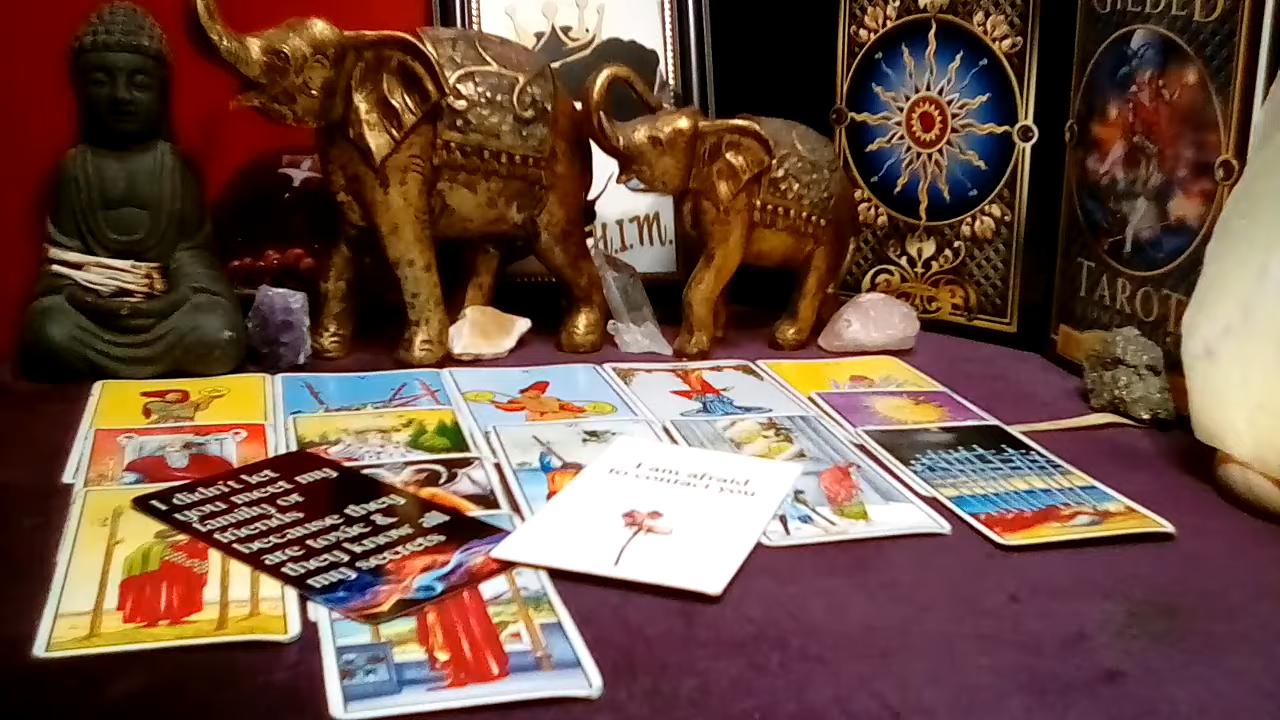 GILDED
TAROT
H.I.M.
I didn't let
you meet my
family or
friends
because they
are toxic &
they know all
my secrets
I am afraid
to contact you